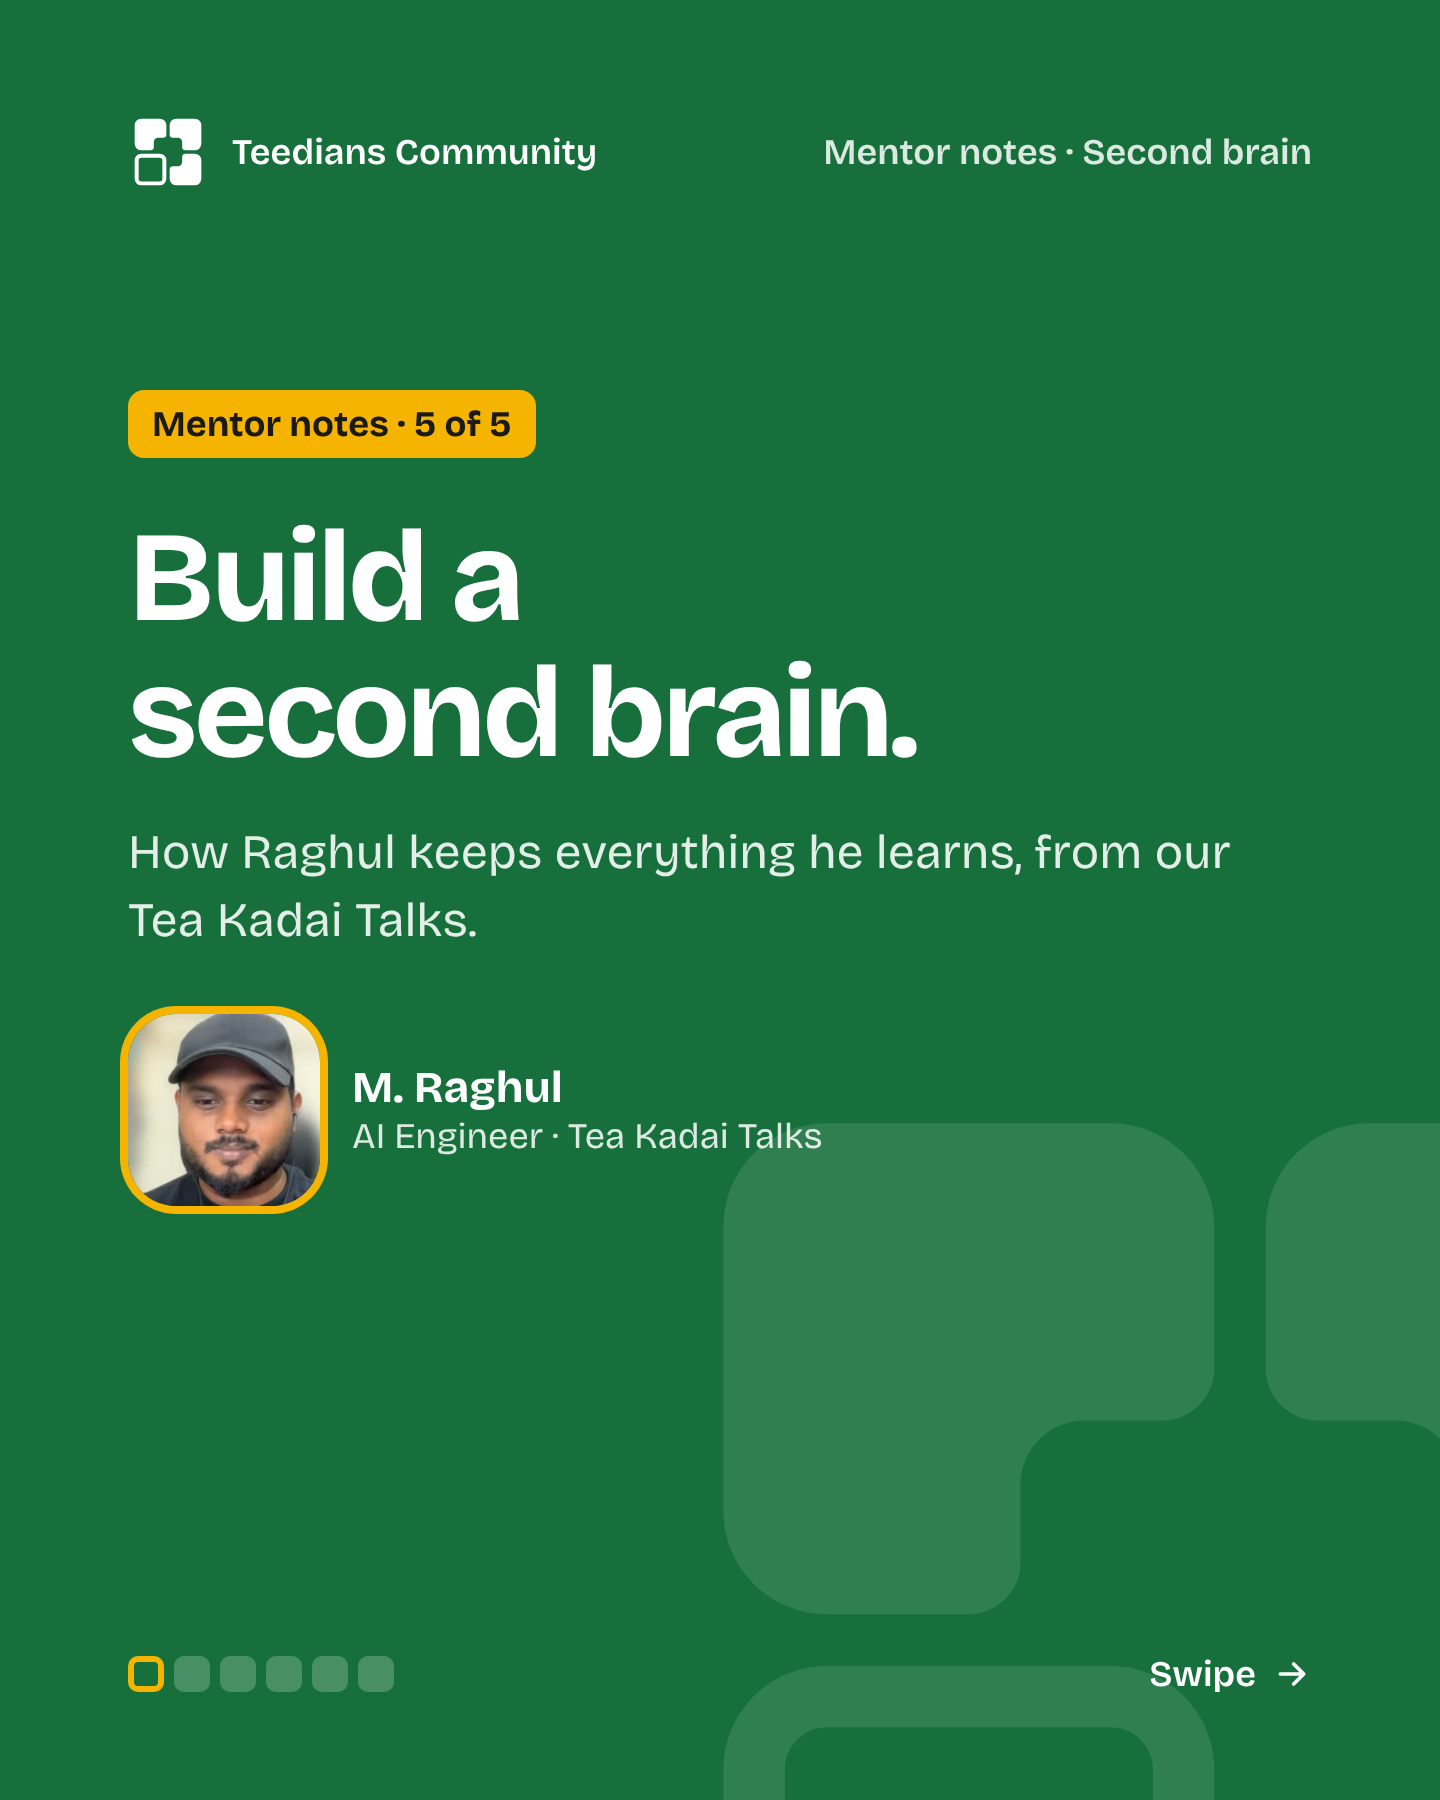 Teedians Community
Mentor notes · Second brain
Mentor notes · 5 of 5
Build a
second brain.
How Raghul keeps everything he learns, from our
Tea Kadai Talks.
M. Raghul
AI Engineer · Tea Kadai Talks
Swipe →